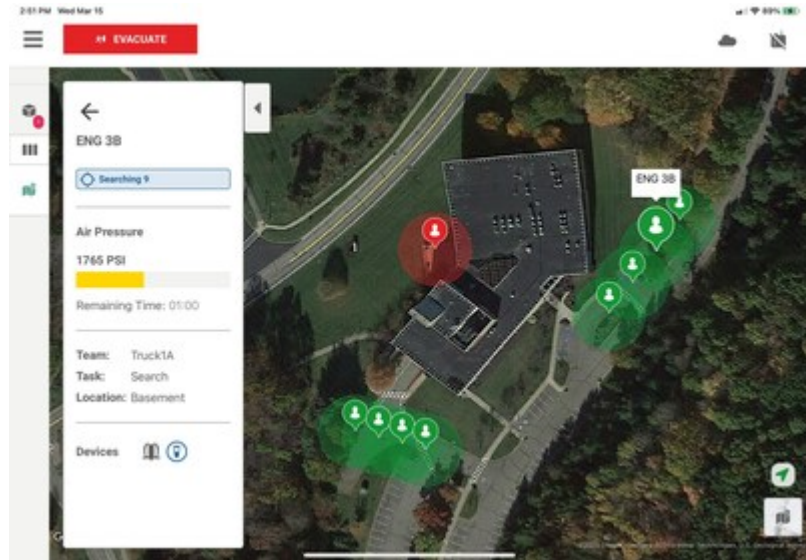 2:51 PM Wed Mar 15
89%
EVACUATE
ENG 3B
Searching 9
Air Pressure
1765 PSI
Remaining Time: 01:00
Team: Truck1A
Task: Search
Location: Basement
Devices
ENG 3B